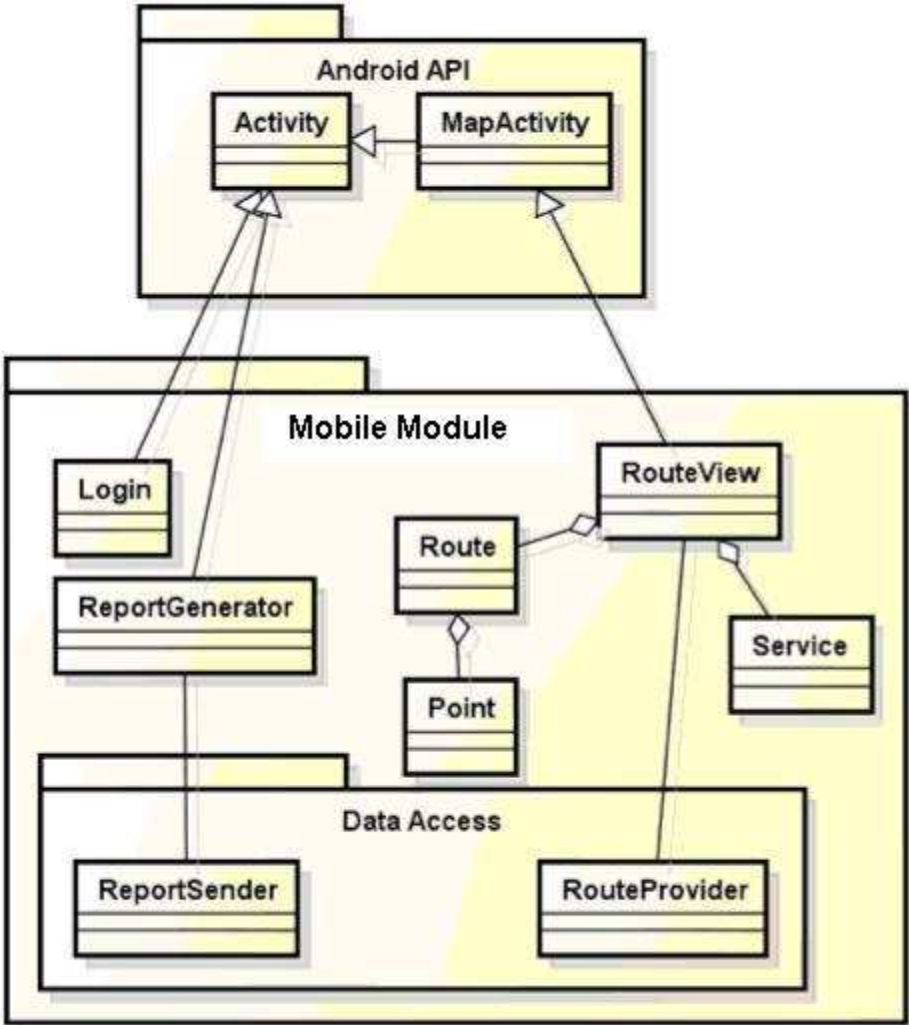 Android API
Activity
MapActivity
Mobile Module
Login
RouteView
Route
ReportGenerator
Service
Point
Data Access
ReportSender
RouteProvider